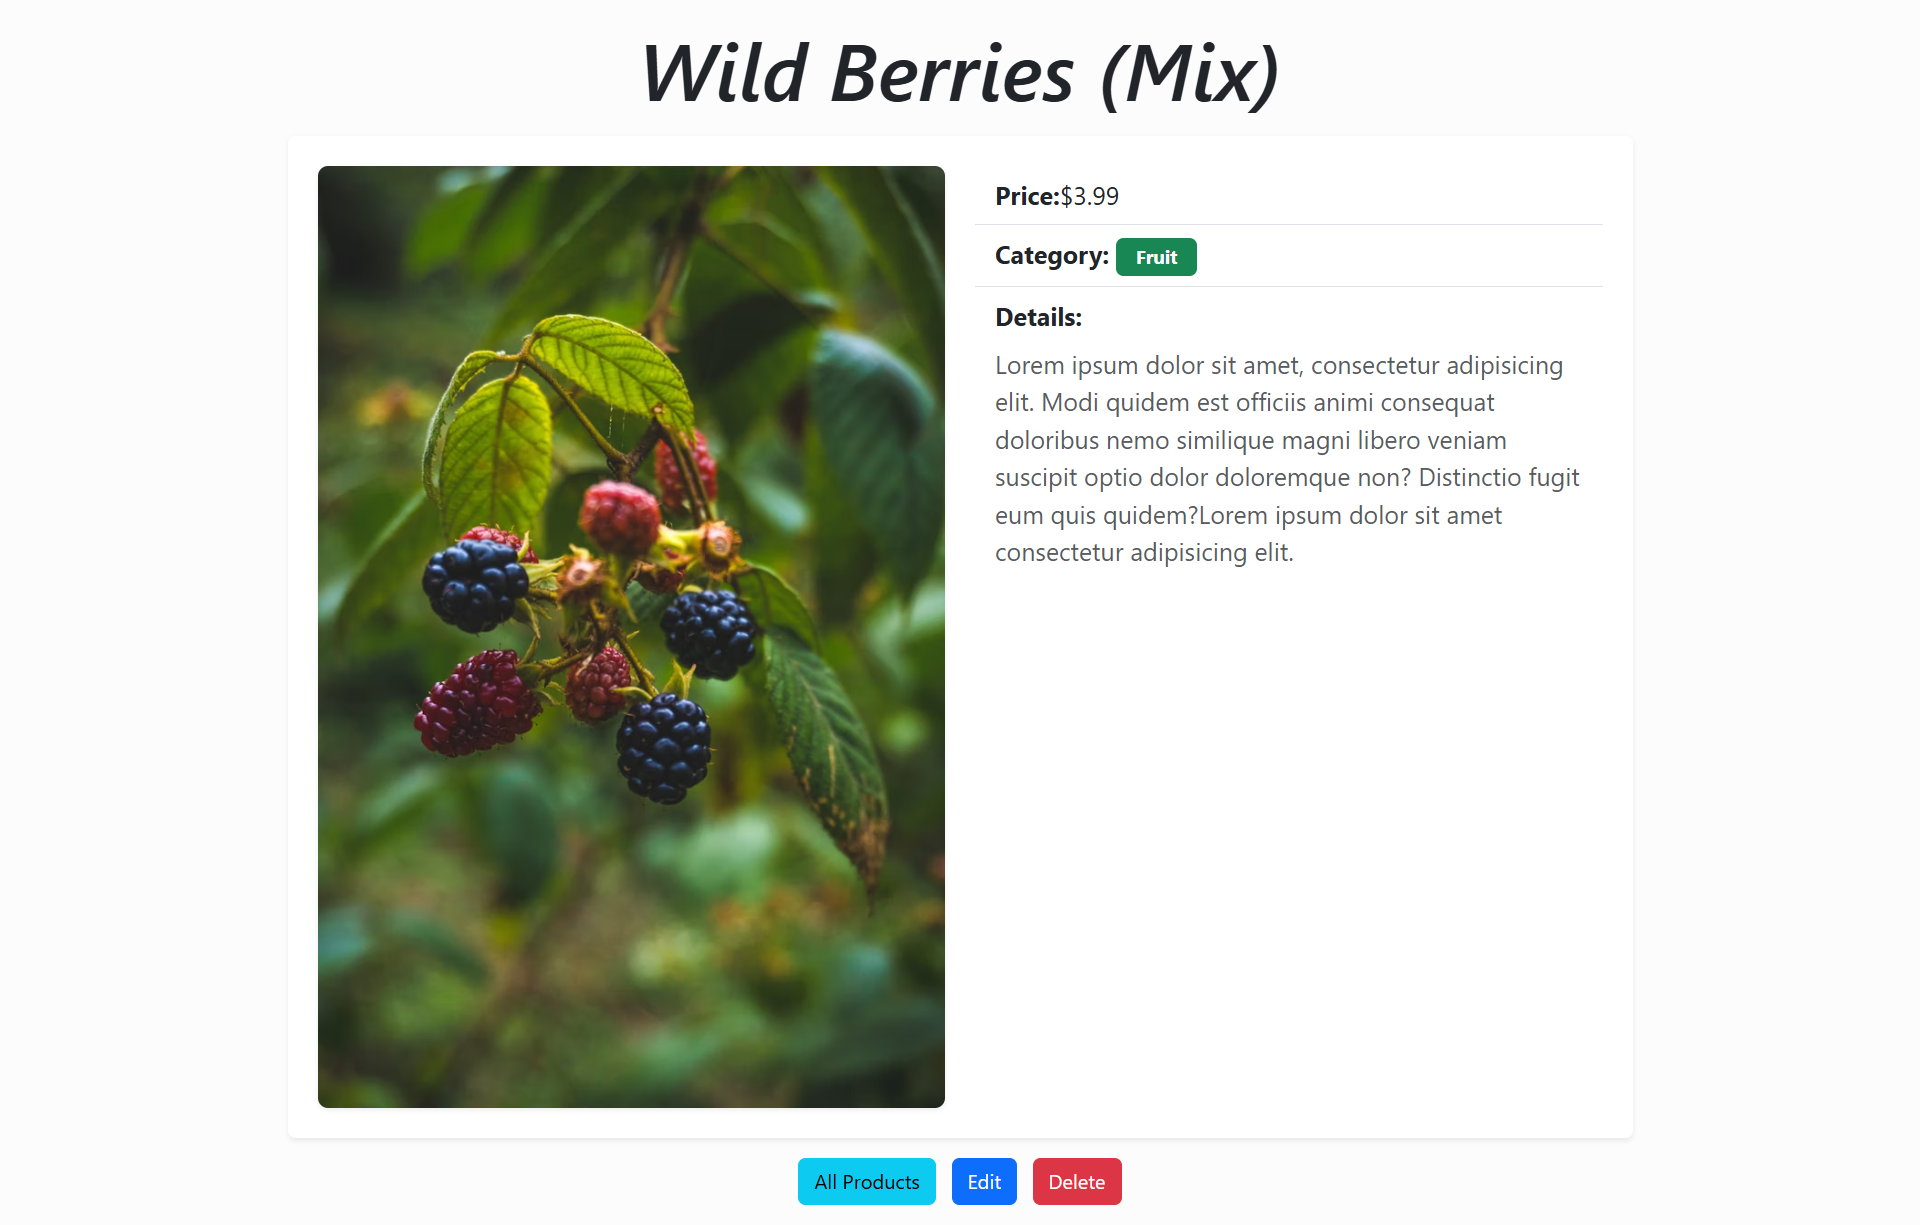 Wild Berries (Mix)
Price:$3.99
Category: Fruit
Details:
Lorem ipsum dolor sit amet, consectetur adipisicing
elit. Modi quidem est officiis animi consequat
doloribus nemo similique magni libero veniam
suscipit optio dolor doloremque non? Distinctio fugit
eum quis quidem?Lorem ipsum dolor sit amet
consectetur adipisicing elit.
All Products Edit Delete